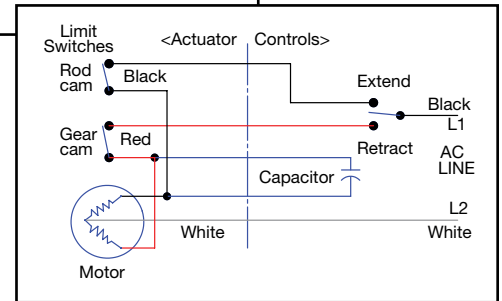 Limit
Switches
<Actuator
Controls>
Rod
cam
Black
Extend
Black
L1
Gear
cam
Red
Retract
AC
LINE
Capacitor
L2
White
White
Motor